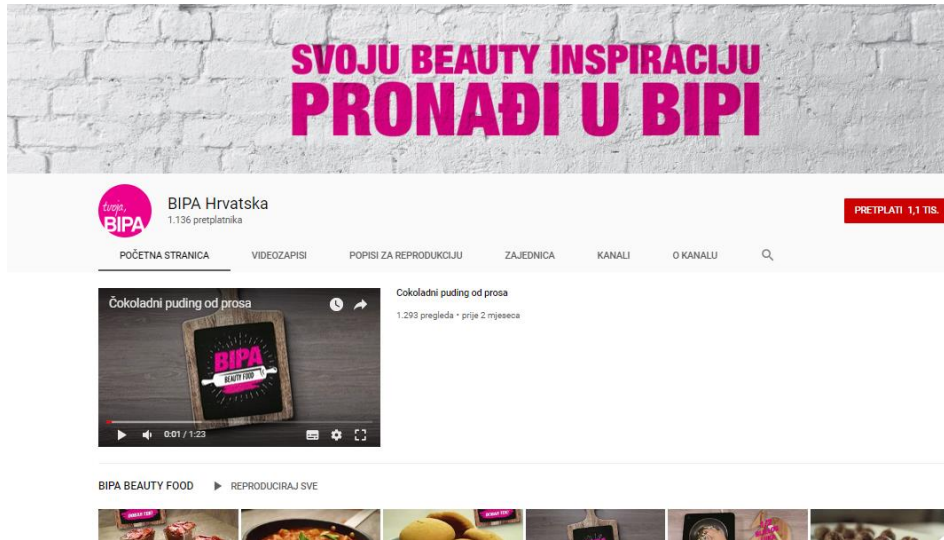 SVOJU BEAUTY INSPIRACIJU
PRONAĐI U BIPI
tvoja,
BIPA
BIPA Hrvatska
1.136 pretplatnika
PRETPLATI 1,1 TIS.
POČETNA STRANICA VIDEOZAPISI POPISI ZA REPRODUKCIJU ZAJEDNICA KANALI O KANALU
Čokoladni puding od prosa
BIPA
BEAUTY FOOD
0:01 / 1:23
Čokoladni puding od prosa
1.293 pregleda • prije 2 mjeseca
BIPA BEAUTY FOOD REPRODUCIRAJ SVE